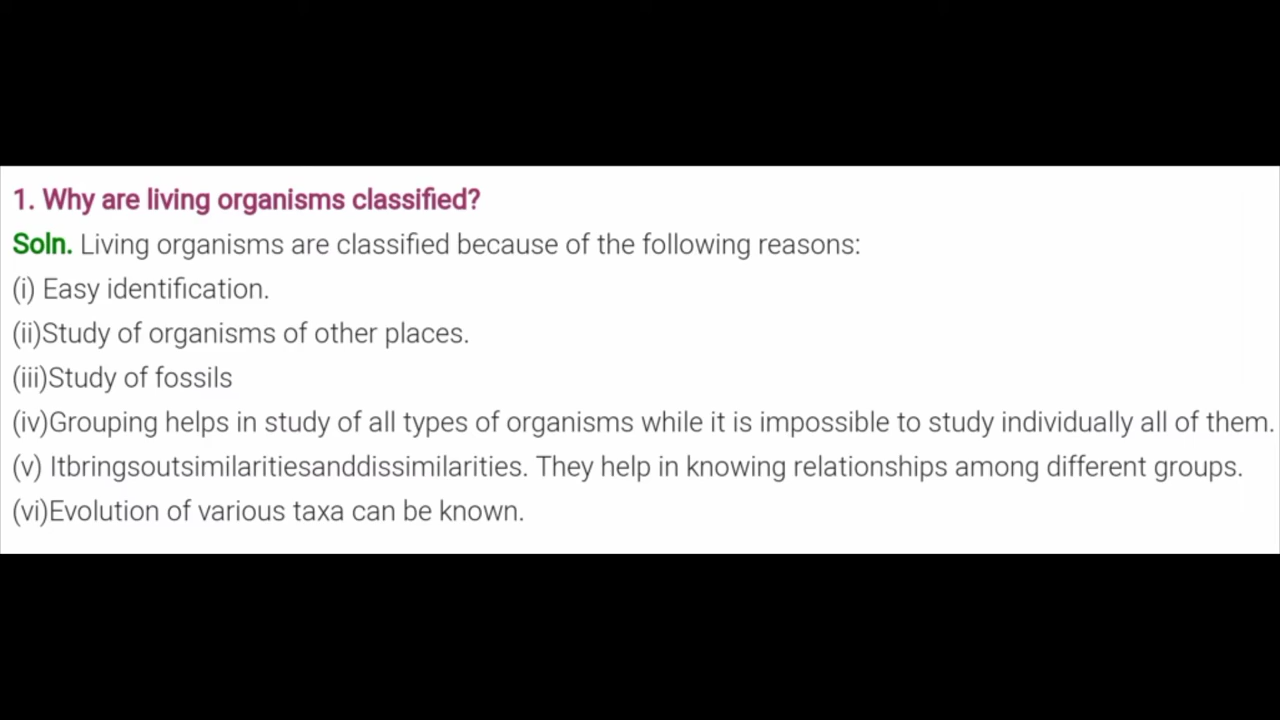 1. Why are living organisms classified?
Soln. Living organisms are classified because of the following reasons:
(i) Easy identification.
(ii)Study of organisms of other places.
(iii)Study of fossils
(iv)Grouping helps in study of all types of organisms while it is impossible to study individually all of them.
(v) Itbringsoutsimilaritiesanddissimilarities. They help in knowing relationships among different groups.
(vi)Evolution of various taxa can be known.